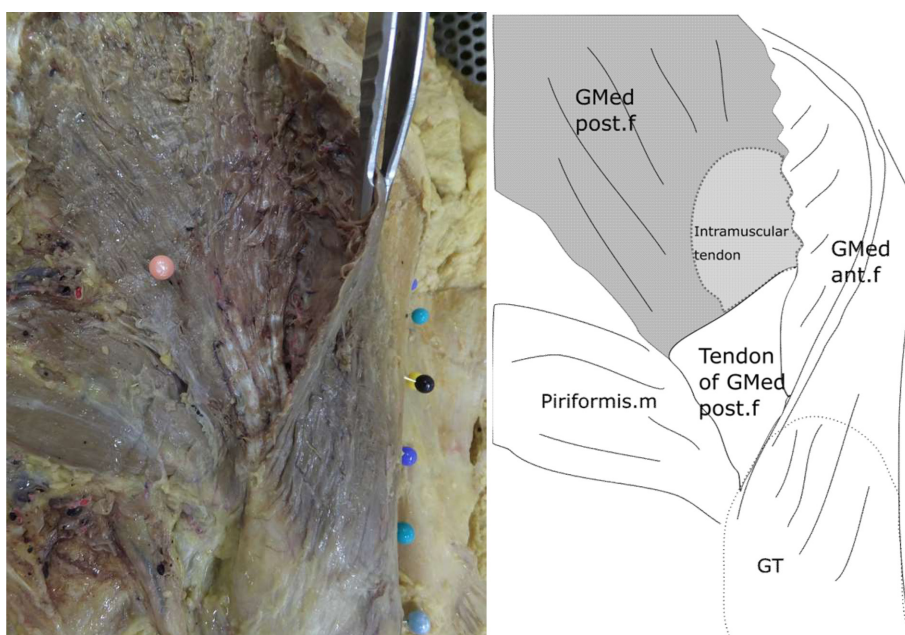 GMed
post.f
Intramuscular
tendon
GMed
ant.f
Tendon
of GMed
post.f
Piriformis.m
GT